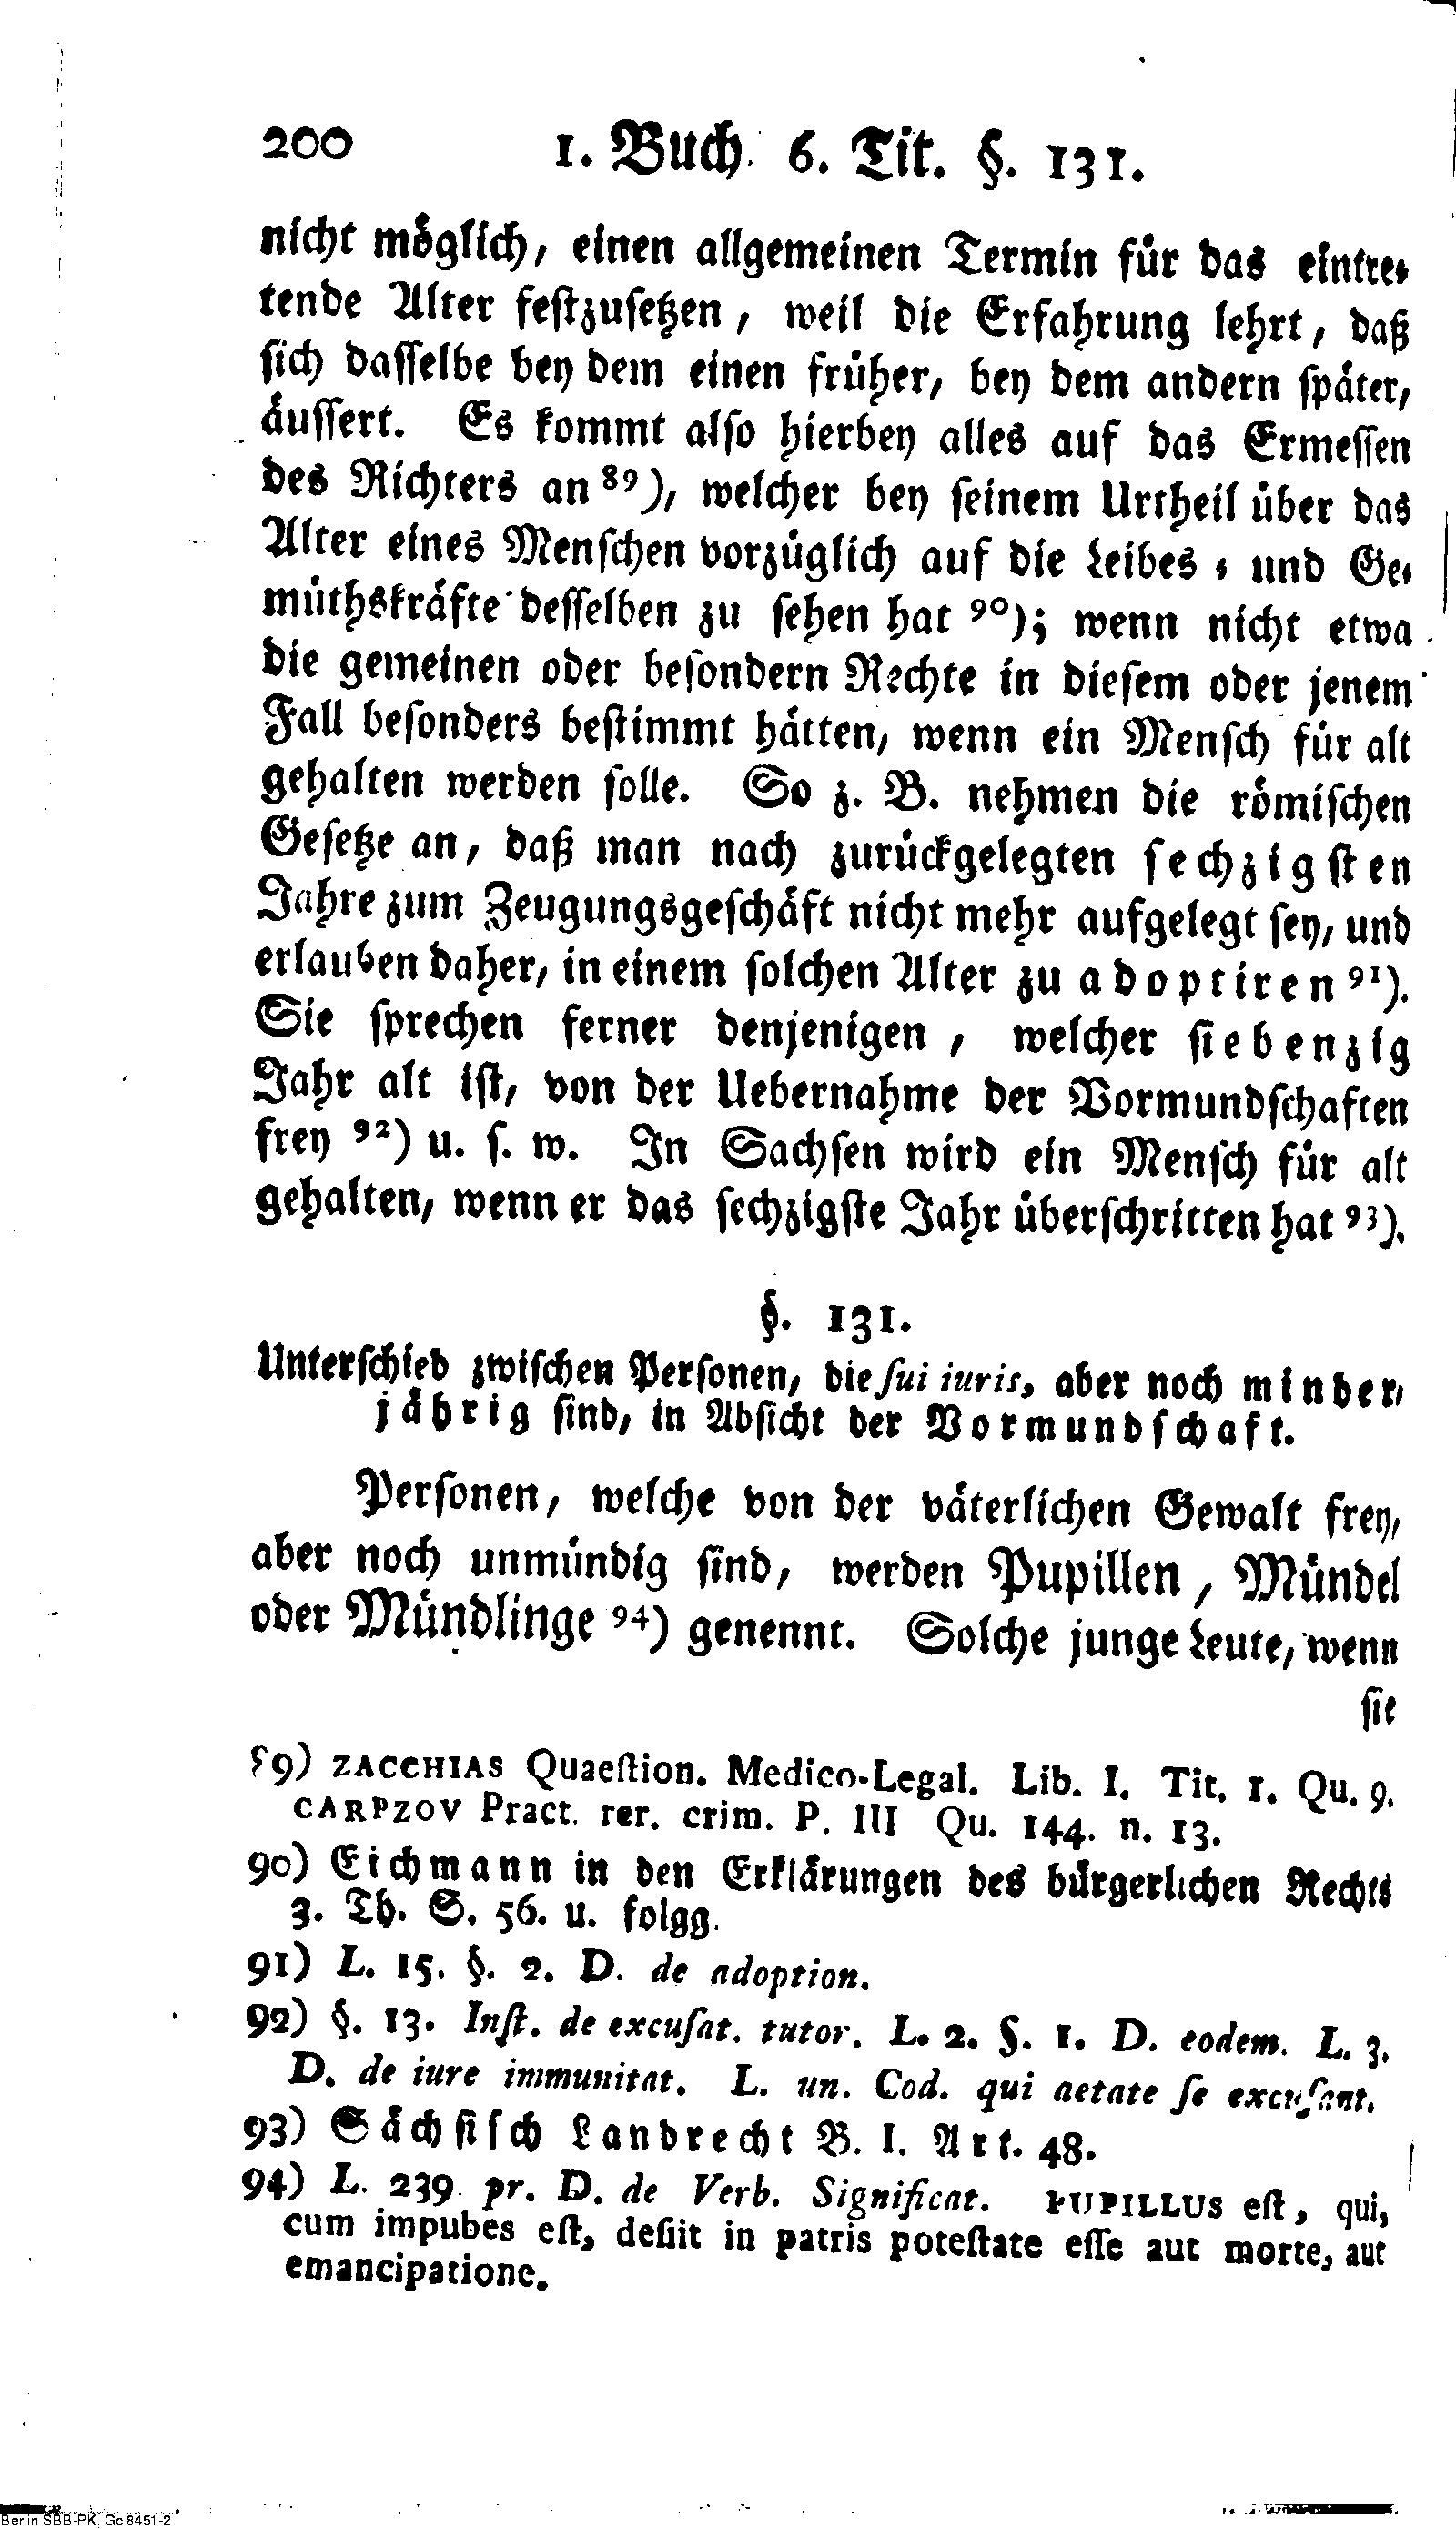 200 1. Buch 6. Tit. §. 131.
nicht möglich, einen allgemeinen Termin für das eintre-
tende Alter festzusetzen, weil die Erfahrung lehrt, daß
sich dasselbe bey dem einen früher, bey dem andern später,
äussert. Es kommt also hierbey alles auf das Ermessen
des Richters an 89), welcher bey seinem Urtheil über das
Alter eines Menschen vorzüglich auf die Leibes- und Ge-
müthskräfte desselben zu sehen hat 90); wenn nicht etwa
die gemeinen oder besondern Rechte in diesem oder jenem
Fall besonders bestimmt hätten, wenn ein Mensch für alt
gehalten werden solle. So z. B. nehmen die römischen
Gesetze an, daß man nach zurückgelegten sechzigsten
Jahre zum Zeugungsgeschäft nicht mehr aufgelegt sey, und
erlauben daher, in einem solchen Alter zu adoptiren 91).
Sie sprechen ferner denjenigen, welcher siebenzig
Jahr alt ist, von der Uebernahme der Vormundschaften
frey 92) u. s. w. In Sachsen wird ein Mensch für alt
gehalten, wenn er das sechzigste Jahr überschritten hat 93).
§. 131.
Unterschied zwischen Personen, die sui iuris, aber noch minder-
jährig sind, in Absicht der Vormundschaft.
Personen, welche von der väterlichen Gewalt frey,
aber noch unmündig sind, werden Pupillen, Mündel
oder Mündlinge 94) genennt. Solche junge Leute, wenn
sie
89) ZACCHIAS Quaestion. Medico-Legal. Lib. I. Tit. 1. Qu. 9.
CARPZOV Pract. rer. crim. P. III Qu. 144. n. 13.
90) Eichmann in den Erklärungen des bürgerlichen Rechts
3. Th. S. 56. u. folgg.
91) L. 15. §. 2. D. de adoption.
92) §. 13. Inst. de excusat. tutor. L. 2. §. 1. D. eodem. L. 3.
D. de iure immunitat. L. un. Cod. qui aetate se excusant.
93) Sächsisch Landrecht B. I. Art. 48.
94) L. 239. pr. D. de Verb. Significat. PUPILLUS est, qui,
cum impubes est, desiit in patris potestate esse aut morte, aut
emancipatione.
Berlin SBB-PK, Gc 8451-2